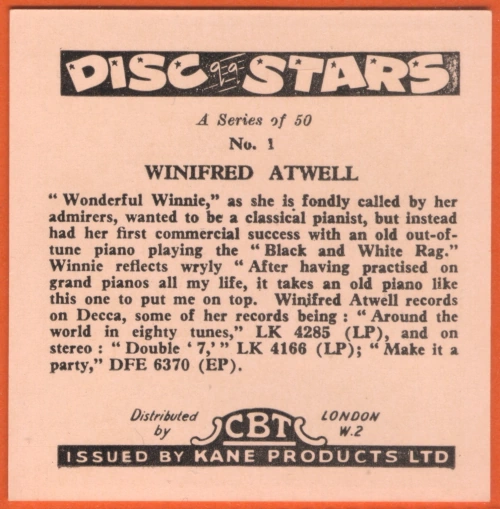 DISC STARS
A Series of 50
No. 1
WINIFRED ATWELL
“ Wonderful Winnie,” as she is fondly called by her
admirers, wanted to be a classical pianist, but instead
had her first commercial success with an old out-of-
tune piano playing the “ Black and White Rag.”
Winnie reflects wryly “ After having practised on
grand pianos all my life, it takes an old piano like
this one to put me on top. Winifred Atwell records
on Decca, some of her records being : “ Around the
world in eighty tunes,” LK 4285 (LP), and on
stereo : “ Double ‘ 7,’ ” LK 4166 (LP); “ Make it a
party,” DFE 6370 (EP).
Distributed by
CBT
LONDON W.2
ISSUED BY KANE PRODUCTS LTD